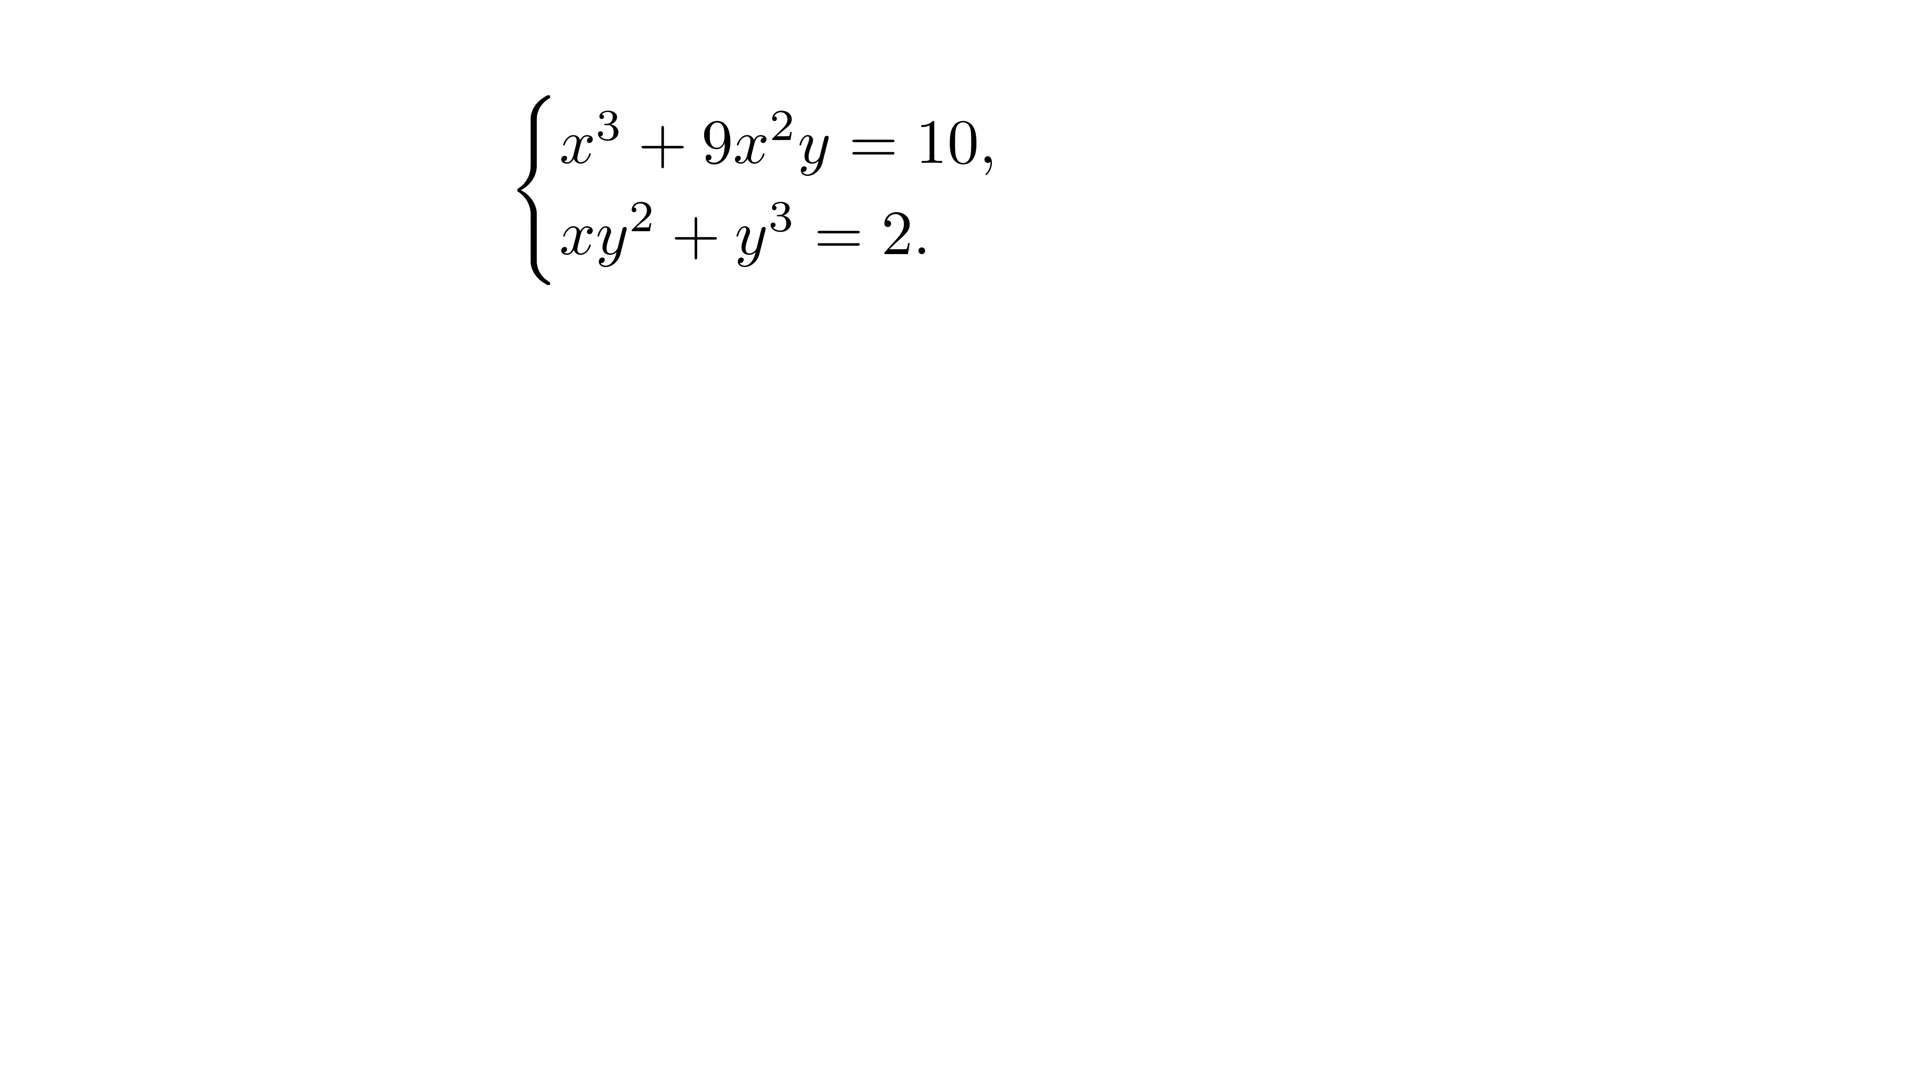 x³ + 9x²y = 10,
xy² + y³ = 2.